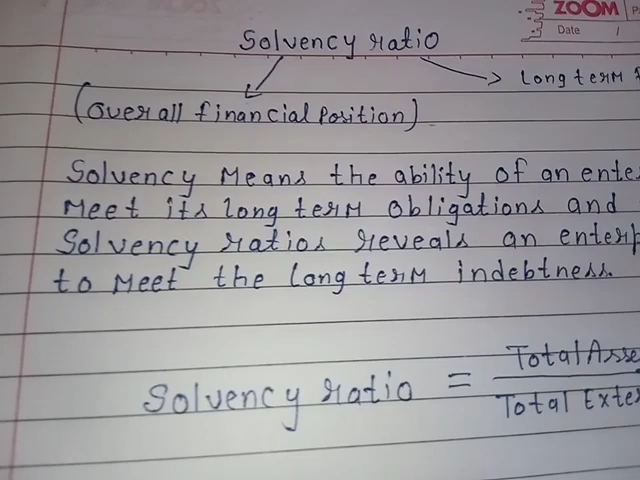 ZOOM
Date /
Solvency ratio
Long term
(overall financial position)
Solvency Means the ability of an ente
Meet its long term obligations and
Solvency ratios reveals an enterp
to Meet the long term indebtness.
Solvency ratio = Total Asse
Total Exte